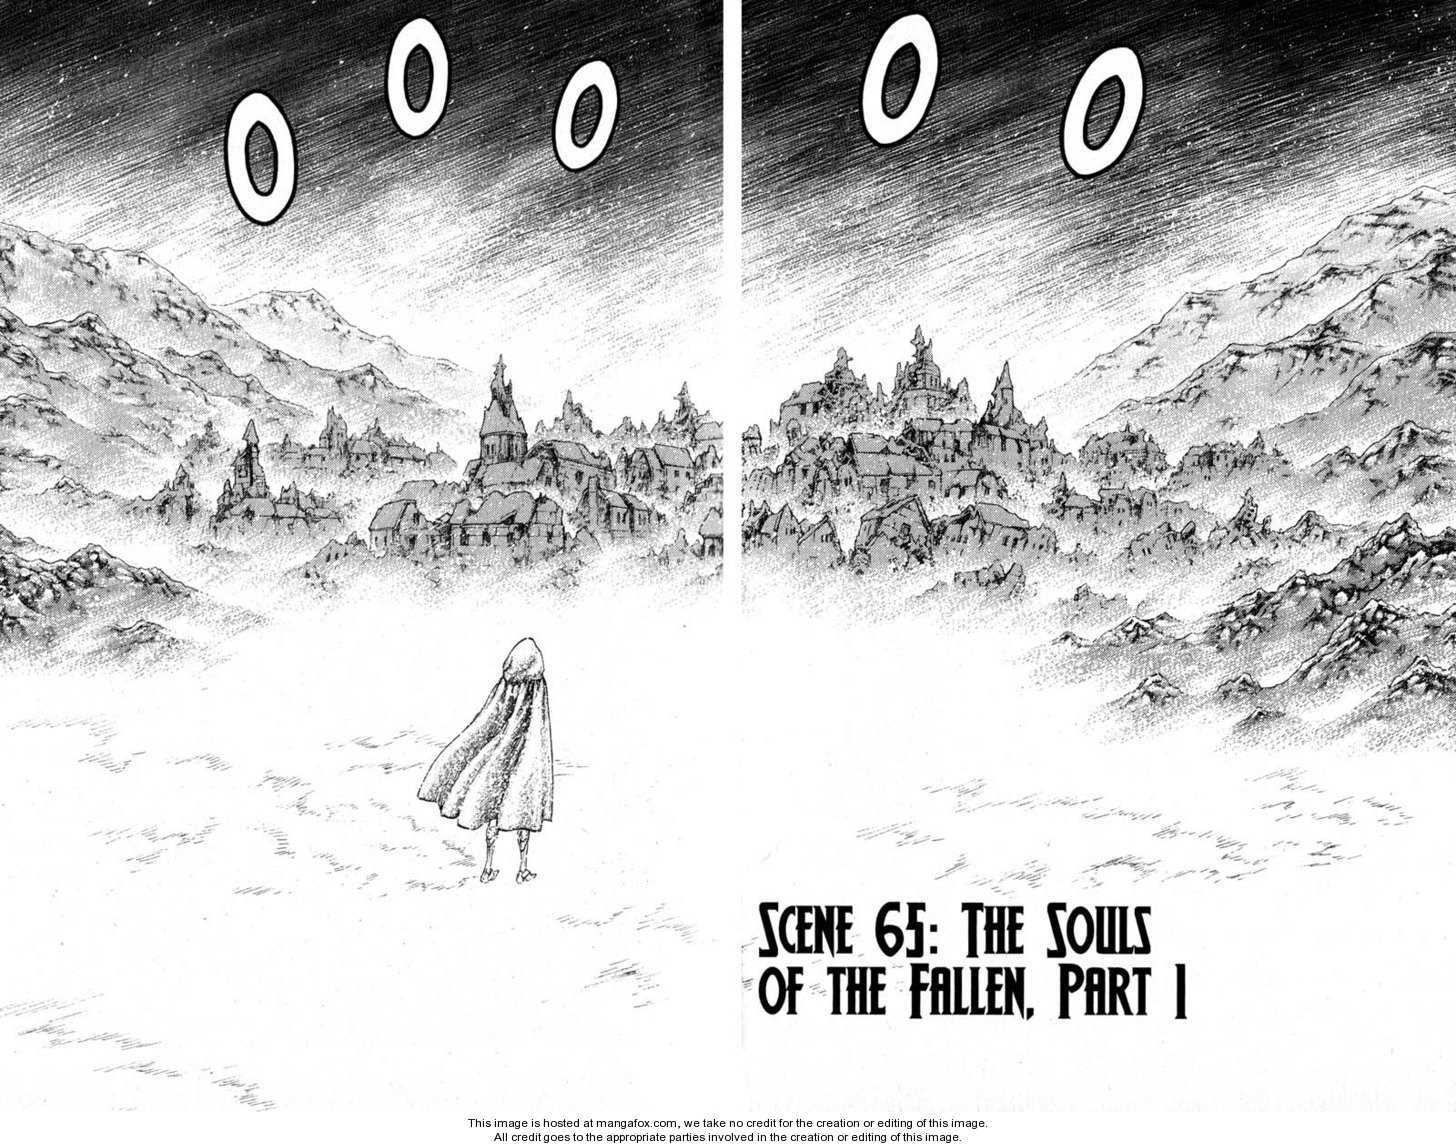 O O O O O
SCENE 65: THE SOULS
OF THE FALLEN, PART 1
This image is hosted at mangafox.com, we take no credit for the creation or editing of this image.
All credit goes to the appropriate parties involved in the creation or editing of this image.